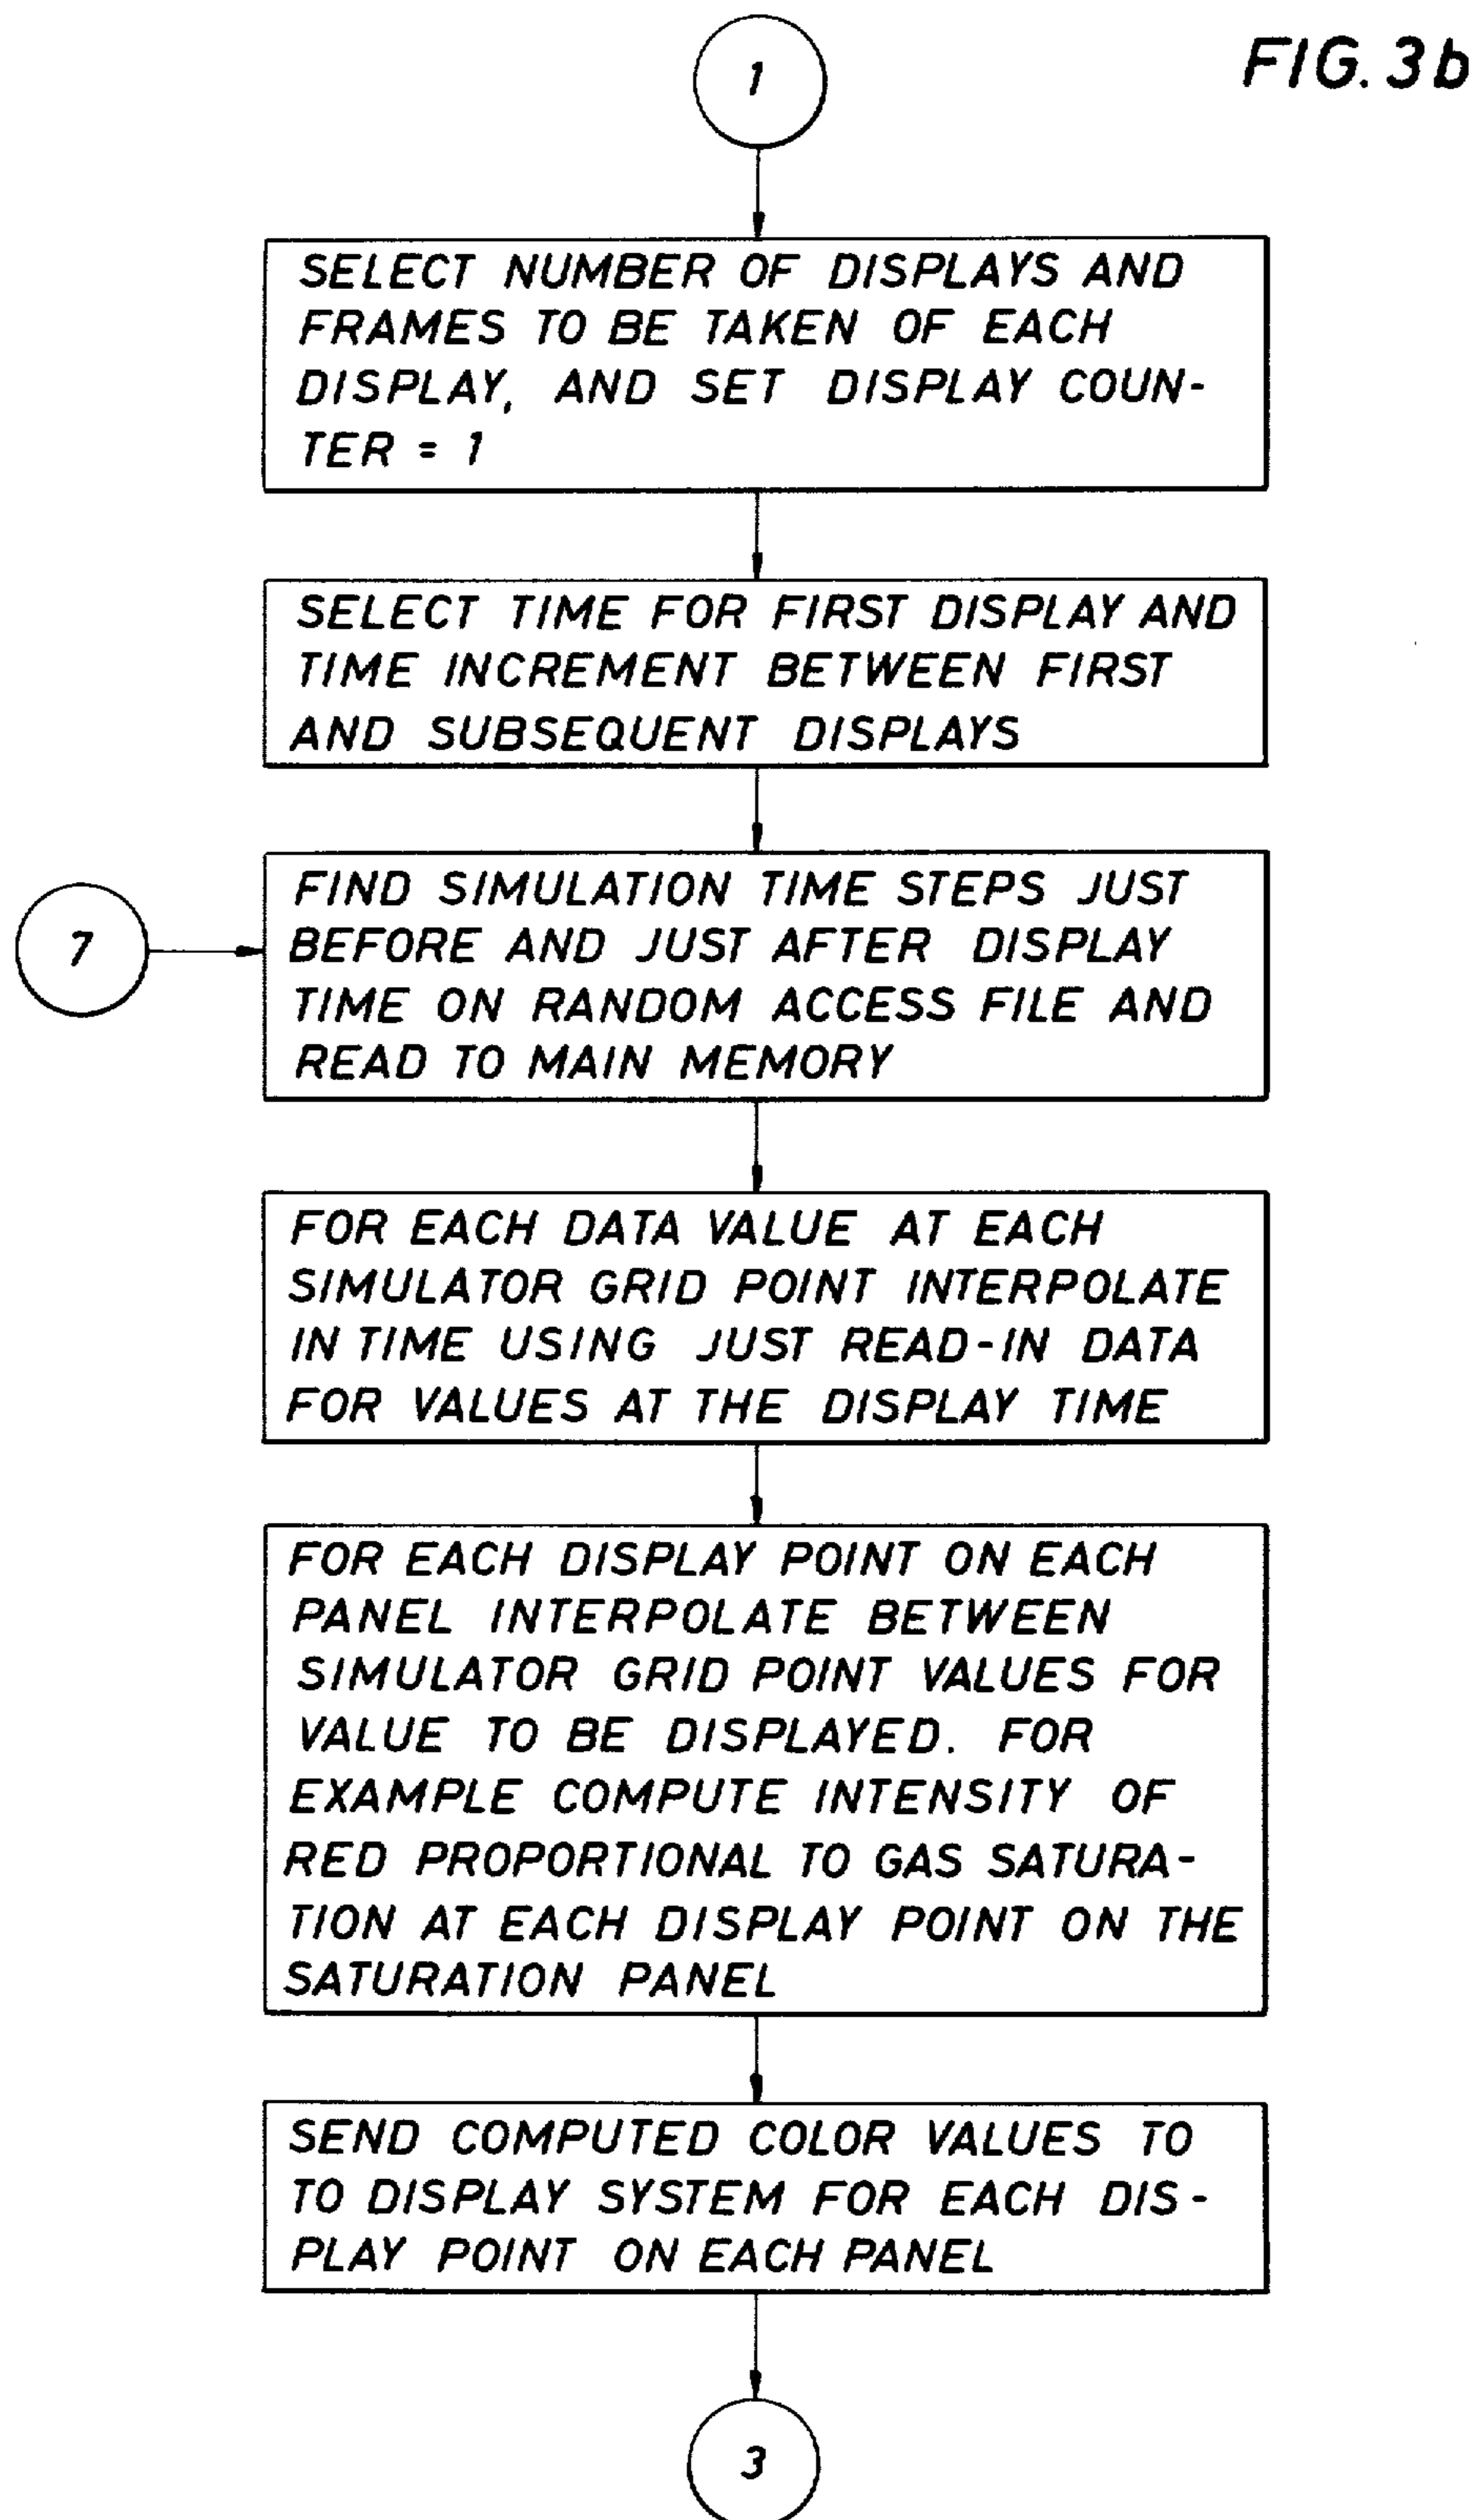 1
FIG. 3b
SELECT NUMBER OF DISPLAYS AND
FRAMES TO BE TAKEN OF EACH
DISPLAY, AND SET DISPLAY COUN-
TER = 1
SELECT TIME FOR FIRST DISPLAY AND
TIME INCREMENT BETWEEN FIRST
AND SUBSEQUENT DISPLAYS
7
FIND SIMULATION TIME STEPS JUST
BEFORE AND JUST AFTER DISPLAY
TIME ON RANDOM ACCESS FILE AND
READ TO MAIN MEMORY
FOR EACH DATA VALUE AT EACH
SIMULATOR GRID POINT INTERPOLATE
IN TIME USING JUST READ-IN DATA
FOR VALUES AT THE DISPLAY TIME
FOR EACH DISPLAY POINT ON EACH
PANEL INTERPOLATE BETWEEN
SIMULATOR GRID POINT VALUES FOR
VALUE TO BE DISPLAYED. FOR
EXAMPLE COMPUTE INTENSITY OF
RED PROPORTIONAL TO GAS SATURA-
TION AT EACH DISPLAY POINT ON THE
SATURATION PANEL
SEND COMPUTED COLOR VALUES TO
TO DISPLAY SYSTEM FOR EACH DIS-
PLAY POINT ON EACH PANEL
3